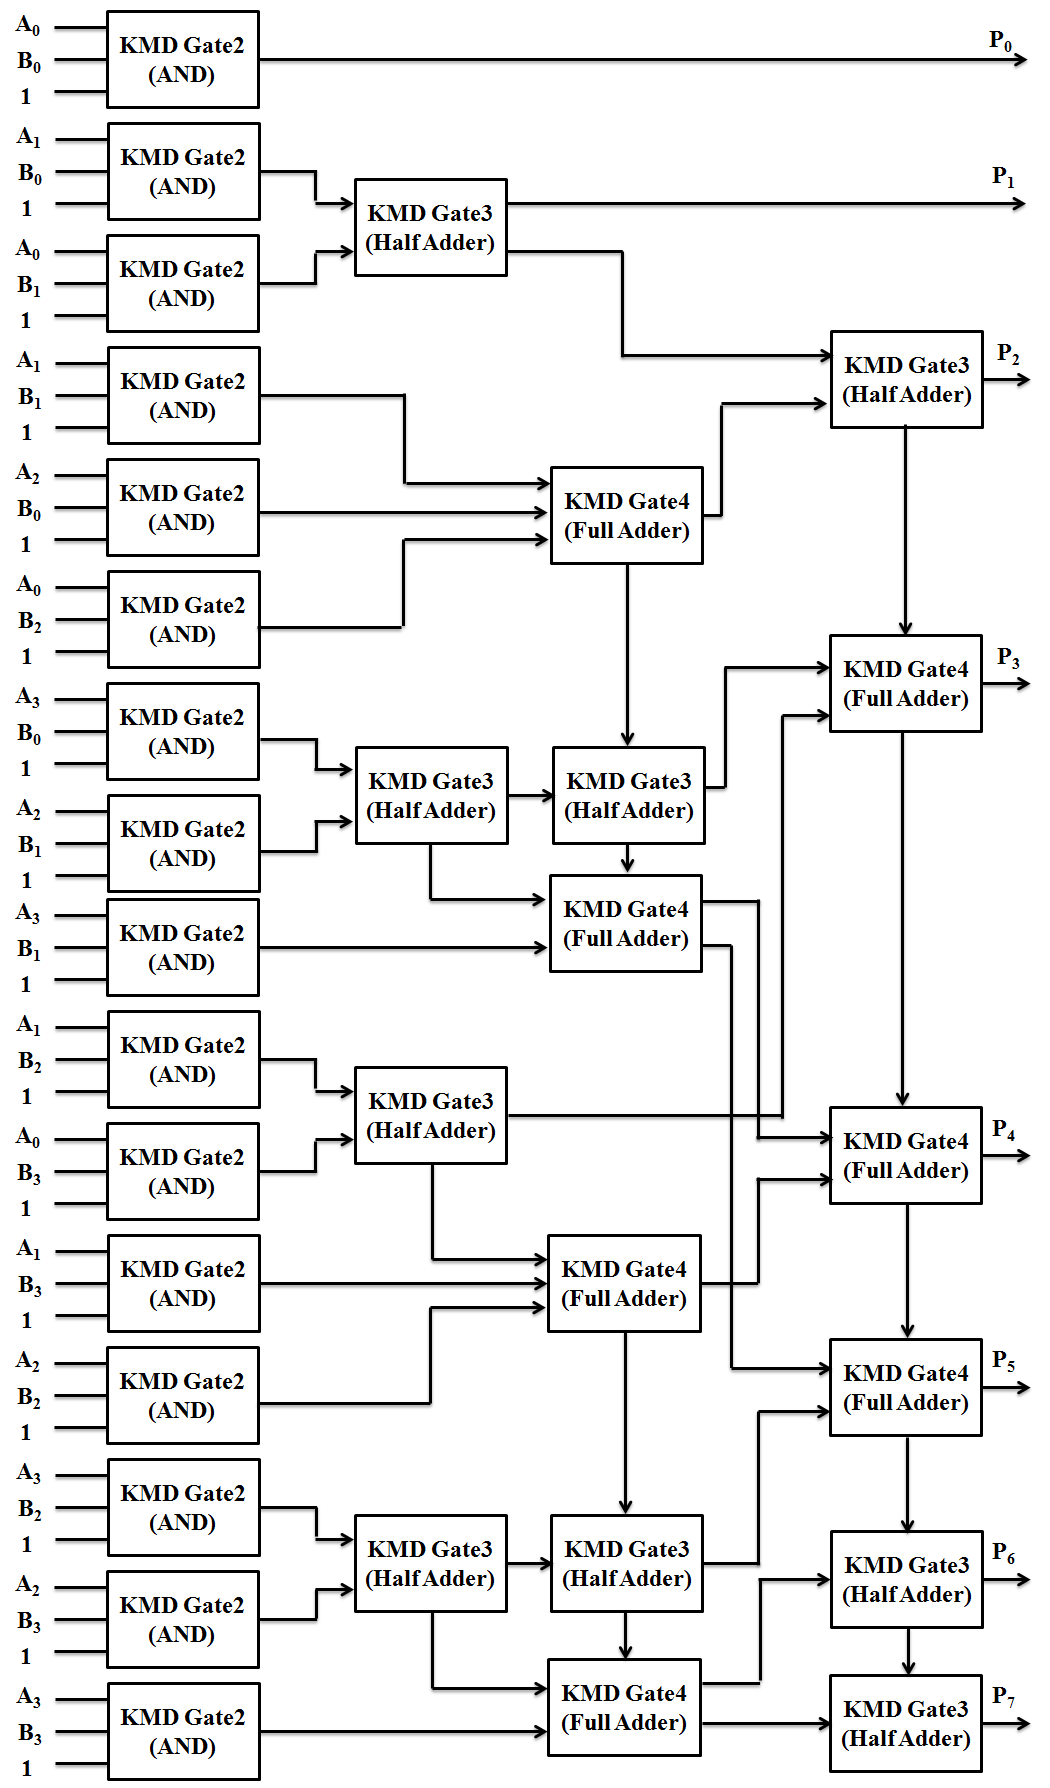 A₀
B₀
1
KMD Gate2
(AND)
P₀
A₁
B₀
1
KMD Gate2
(AND)
KMD Gate3
(Half Adder)
P₁
A₀
B₁
1
KMD Gate2
(AND)
A₁
B₁
1
KMD Gate2
(AND)
KMD Gate3
(Half Adder)
P₂
A₂
B₀
1
KMD Gate2
(AND)
KMD Gate4
(Full Adder)
A₀
B₂
1
KMD Gate2
(AND)
KMD Gate4
(Full Adder)
P₃
A₃
B₀
1
KMD Gate2
(AND)
KMD Gate3
(Half Adder)
KMD Gate3
(Half Adder)
A₂
B₁
1
KMD Gate2
(AND)
A₃
B₁
1
KMD Gate2
(AND)
KMD Gate4
(Full Adder)
A₁
B₂
1
KMD Gate2
(AND)
KMD Gate3
(Half Adder)
A₀
B₃
1
KMD Gate2
(AND)
KMD Gate4
(Full Adder)
P₄
A₁
B₃
1
KMD Gate2
(AND)
KMD Gate4
(Full Adder)
A₂
B₂
1
KMD Gate2
(AND)
KMD Gate4
(Full Adder)
P₅
A₃
B₂
1
KMD Gate2
(AND)
KMD Gate3
(Half Adder)
KMD Gate3
(Half Adder)
A₂
B₃
1
KMD Gate2
(AND)
KMD Gate3
(Half Adder)
P₆
A₃
B₃
1
KMD Gate2
(AND)
KMD Gate4
(Full Adder)
KMD Gate3
(Half Adder)
P₇